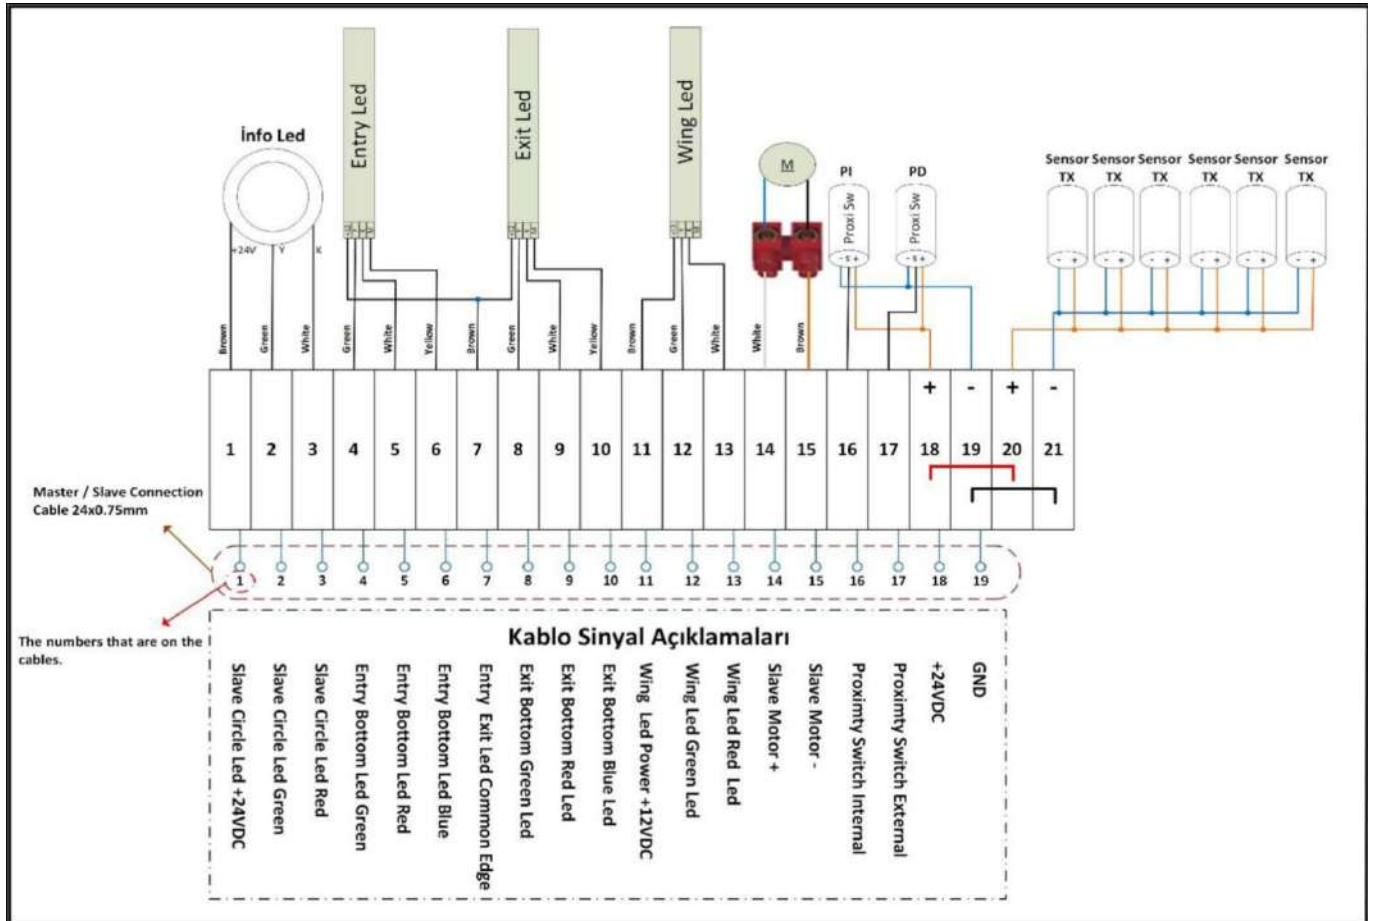 İnfo Led
Entry Led
Exit Led
Wing Led
M
PI
PD
Proxi Sw
Proxi Sw
- S +
- S +
Sensor TX
Sensor TX
Sensor TX
Sensor TX
Sensor TX
Sensor TX
- +
- +
- +
- +
- +
- +
+24V
Y
K
Brown
Green
White
Green
White
Yellow
Brown
Green
White
Yellow
Brown
Green
White
White
Brown
+ - + -
1 2 3 4 5 6 7 8 9 10 11 12 13 14 15 16 17 18 19 20 21
Master / Slave Connection
Cable 24x0.75mm
1 2 3 4 5 6 7 8 9 10 11 12 13 14 15 16 17 18 19
The numbers that are on the
cables.
Kablo Sinyal Açıklamaları
Slave Circle Led +24VDC
Slave Circle Led Green
Slave Circle Led Red
Entry Bottom Led Green
Entry Bottom Led Red
Entry Bottom Led Blue
Entry Exit Led Common Edge
Exit Bottom Green Led
Exit Bottom Red Led
Exit Bottom Blue Led
Wing Led Power +12VDC
Wing Led Green Led
Wing Led Red Led
Slave Motor +
Slave Motor -
Proximty Switch Internal
Proximty Switch External
+24VDC
GND